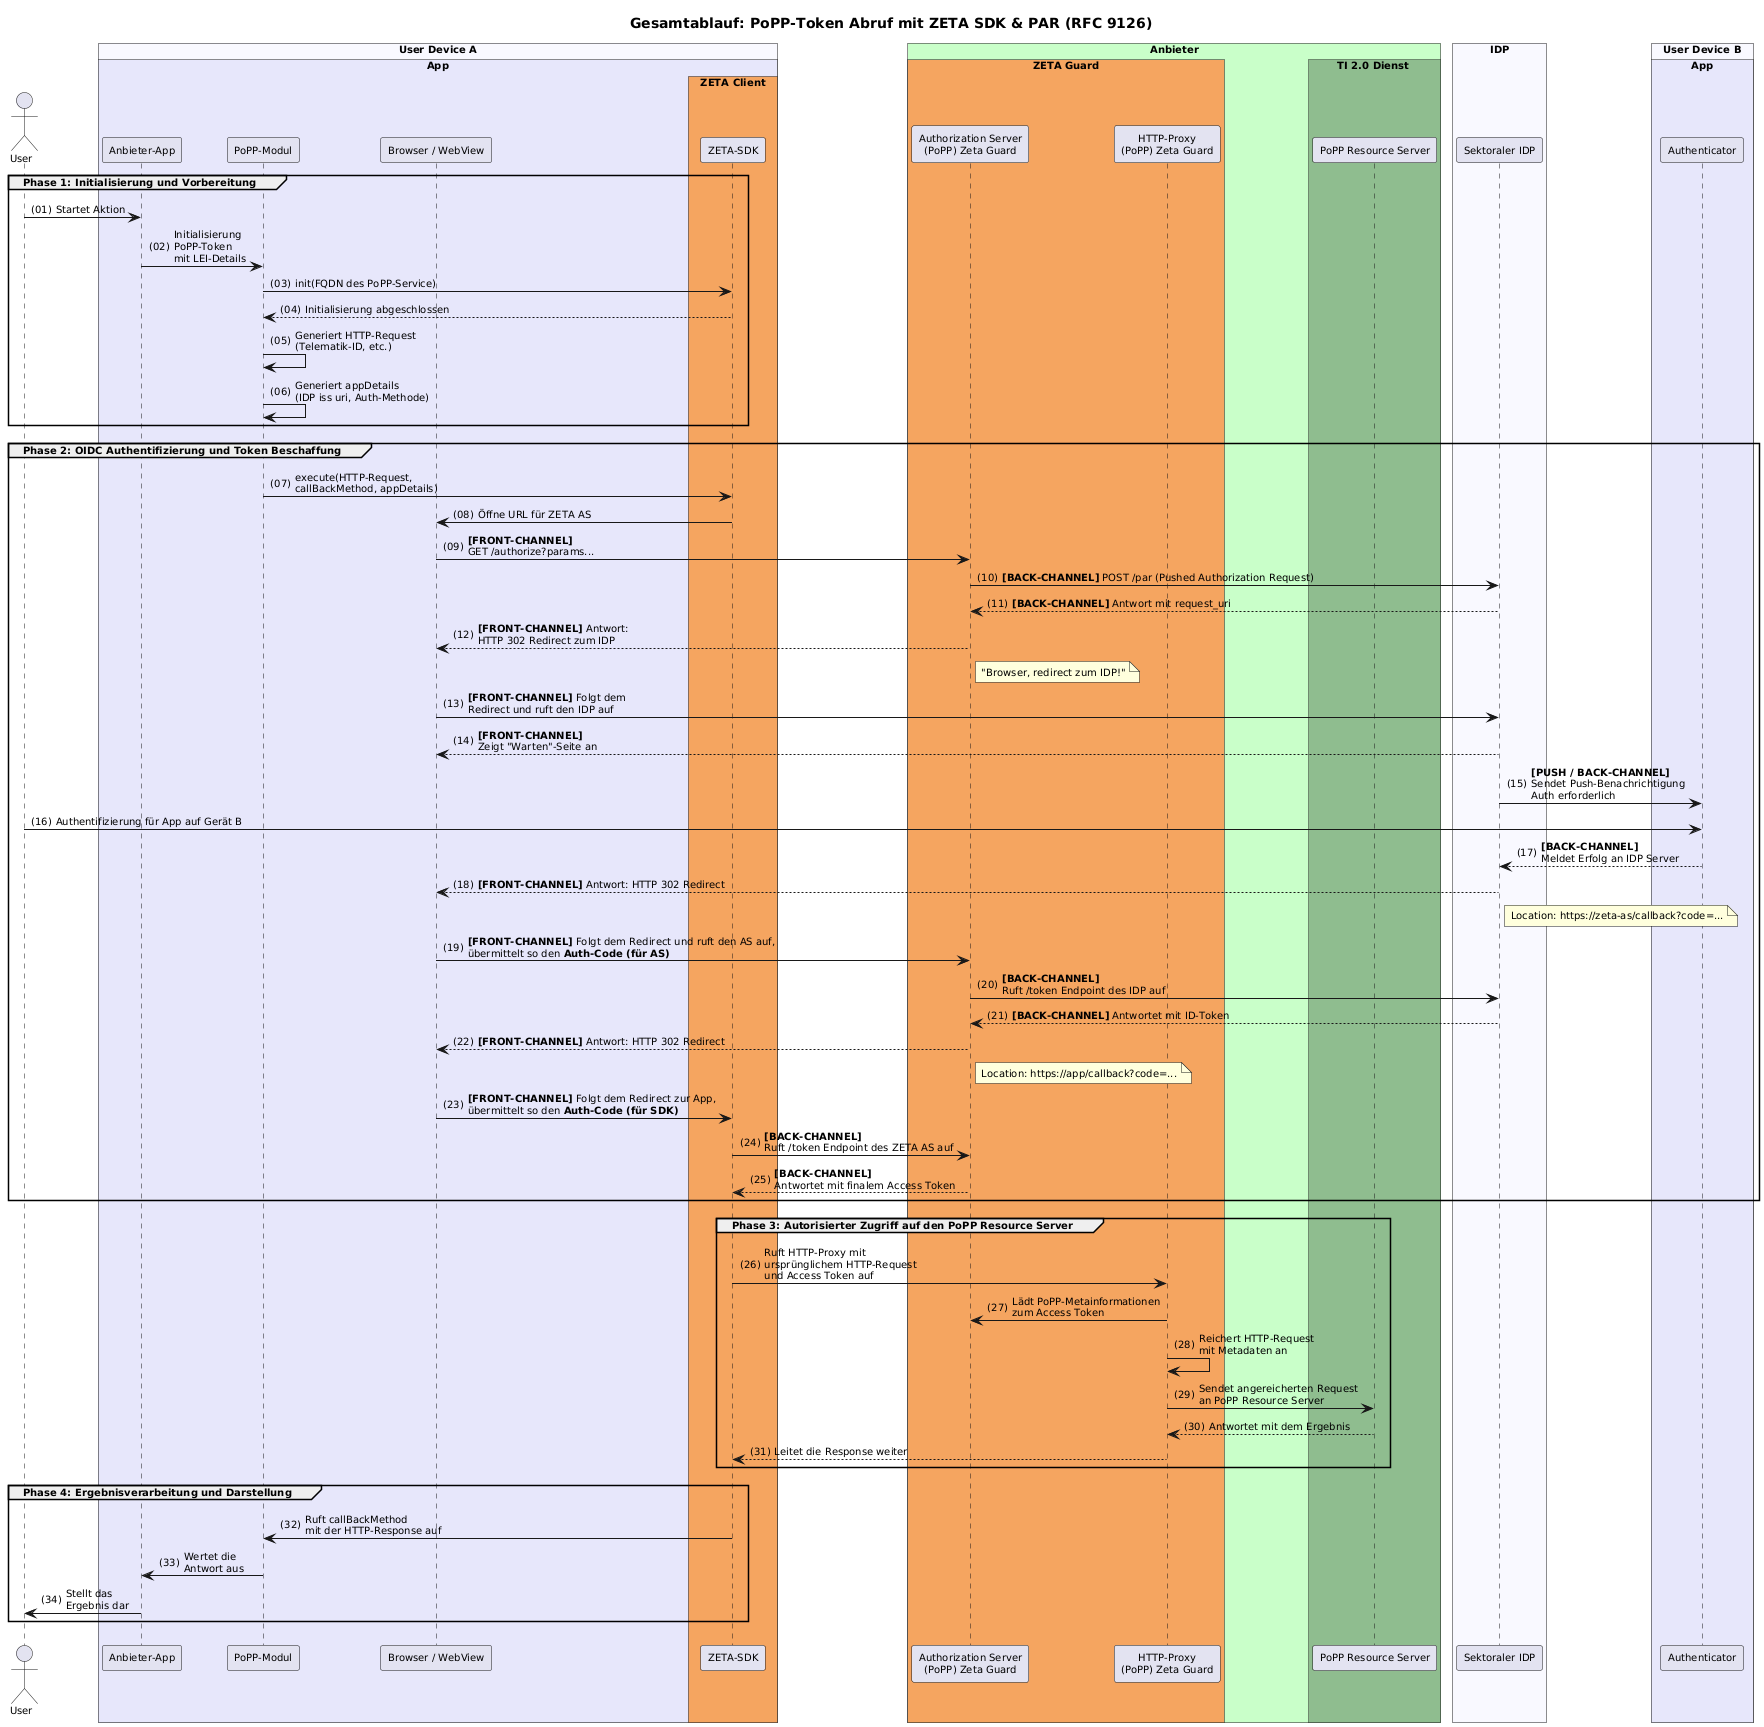 Gesamtablauf: PoPP-Token Abruf mit ZETA SDK & PAR (RFC 9126)
User Device A
Anbieter
IDP
User Device B
App
ZETA Guard
TI 2.0 Dienst
App
ZETA Client
User
Anbieter-App
PoPP-Modul
Browser / WebView
ZETA-SDK
Authorization Server
(PoPP) Zeta Guard
HTTP-Proxy
(PoPP) Zeta Guard
PoPP Resource Server
Sektoraler IDP
Authenticator
Phase 1: Initialisierung und Vorbereitung
(01) Startet Aktion
(02) Initialisierung
PoPP-Token
mit LEI-Details
(03) init(FQDN des PoPP-Service)
(04) Initialisierung abgeschlossen
(05) Generiert HTTP-Request
(Telematik-ID, etc.)
(06) Generiert appDetails
(IDP iss uri, Auth-Methode)
Phase 2: OIDC Authentifizierung und Token Beschaffung
(07) execute(HTTP-Request,
callBackMethod, appDetails)
(08) Öffne URL für ZETA AS
(09) [FRONT-CHANNEL]
GET /authorize?params...
(10) [BACK-CHANNEL] POST /par (Pushed Authorization Request)
(11) [BACK-CHANNEL] Antwort mit request_uri
(12) [FRONT-CHANNEL] Antwort:
HTTP 302 Redirect zum IDP
"Browser, redirect zum IDP!"
(13) [FRONT-CHANNEL] Folgt dem
Redirect und ruft den IDP auf
(14) [FRONT-CHANNEL]
Zeigt "Warten"-Seite an
(15) [PUSH / BACK-CHANNEL]
Sendet Push-Benachrichtigung
Auth erforderlich
(16) Authentifizierung für App auf Gerät B
(17) [BACK-CHANNEL]
Meldet Erfolg an IDP Server
(18) [FRONT-CHANNEL] Antwort: HTTP 302 Redirect
Location: https://zeta-as/callback?code=...
(19) [FRONT-CHANNEL] Folgt dem Redirect und ruft den AS auf,
übermittelt so den Auth-Code (für AS)
(20) [BACK-CHANNEL]
Ruft /token Endpoint des IDP auf
(21) [BACK-CHANNEL] Antwortet mit ID-Token
(22) [FRONT-CHANNEL] Antwort: HTTP 302 Redirect
Location: https://app/callback?code=...
(23) [FRONT-CHANNEL] Folgt dem Redirect zur App,
übermittelt so den Auth-Code (für SDK)
(24) [BACK-CHANNEL]
Ruft /token Endpoint des ZETA AS auf
(25) [BACK-CHANNEL]
Antwortet mit finalem Access Token
Phase 3: Autorisierter Zugriff auf den PoPP Resource Server
(26) Ruft HTTP-Proxy mit
ursprünglichem HTTP-Request
und Access Token auf
(27) Lädt PoPP-Metainformationen
zum Access Token
(28) Reichert HTTP-Request
mit Metadaten an
(29) Sendet angereicherten Request
an PoPP Resource Server
(30) Antwortet mit dem Ergebnis
(31) Leitet die Response weiter
Phase 4: Ergebnisverarbeitung und Darstellung
(32) Ruft callBackMethod
mit der HTTP-Response auf
(33) Wertet die
Antwort aus
(34) Stellt das
Ergebnis dar
User
Anbieter-App
PoPP-Modul
Browser / WebView
ZETA-SDK
Authorization Server
(PoPP) Zeta Guard
HTTP-Proxy
(PoPP) Zeta Guard
PoPP Resource Server
Sektoraler IDP
Authenticator